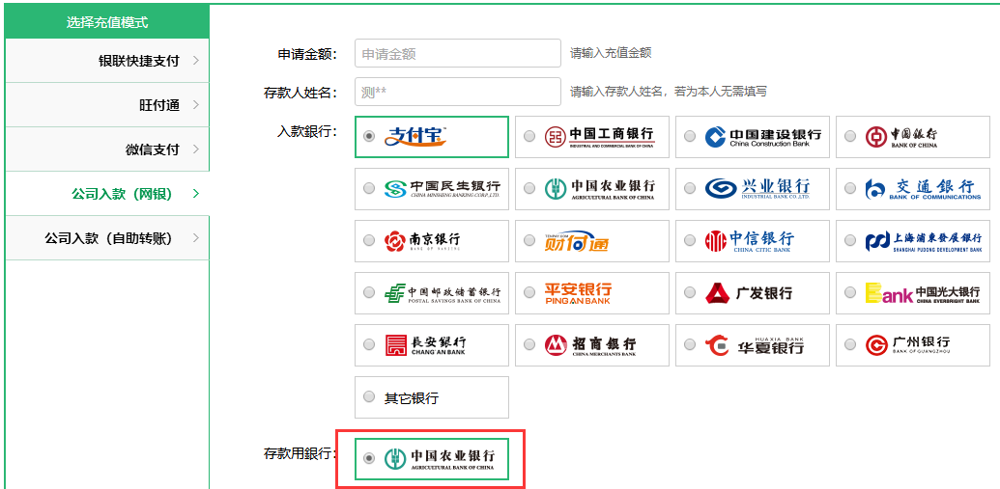 选择充值模式
银联快捷支付
旺付通
微信支付
公司入款（网银）
公司入款（自助转账）
申请金额： 申请金额 请输入充值金额
存款人姓名： 测** 请输入存款人姓名，若为本人无需填写
入款銀行： 支付宝 中国工商银行 中国建设银行 中国銀行
INDUSTRIAL AND COMMERCIAL BANK OF CHINA China Construction Bank BANK OF CHINA
中国民生银行 中国农业银行 兴业银行 交通銀行
CHINA MINSHENG BANKING CORP.,LTD. AGRICULTURAL BANK OF CHINA INDUSTRIAL BANK CO.,LTD. BANK OF COMMUNICATIONS
南京银行 TENPAY.COM 财付通 中信银行 上海浦東發展銀行
BANK OF NANJING CHINA CITIC BANK SHANGHAI PUDONG DEVELOPMENT BANK
中国邮政储蓄银行 平安银行 广发银行 Bank 中国光大银行
POSTAL SAVINGS BANK OF CHINA PING AN BANK CHINA EVERBRIGHT BANK
長安銀行 招商银行 HUAXIA BANK 华夏银行 广州银行
CHANG'AN BANK CHINA MERCHANTS BANK BANK OF GUANGZHOU
其它银行
存款用銀行： 中国农业银行
AGRICULTURAL BANK OF CHINA